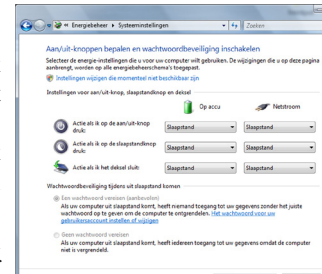 « Energiebeheer ▸ Systeeminstellingen
Zoeken
Aan/uit-knoppen bepalen en wachtwoordbeveiliging inschakelen
Selecteer de energie-instellingen die u voor uw computer wilt gebruiken. De wijzigingen die u op deze pagina
aanbrengt, worden op alle energiebeheerschema's toegepast.
Instellingen wijzigen die momenteel niet beschikbaar zijn
Instellingen voor aan/uit-knop, slaapstandknop en deksel
Op accu Netstroom
Actie als ik op de aan/uit-knop druk: Slaapstand Slaapstand
Actie als ik op de slaapstandknop druk: Slaapstand Slaapstand
Actie als ik het deksel sluit: Slaapstand Slaapstand
Wachtwoordbeveiliging tijdens uit slaapstand komen
Een wachtwoord vereisen (aanbevolen)
Als uw computer uit slaapstand komt, heeft niemand toegang tot uw gegevens zonder het juiste
wachtwoord op te geven om de computer te ontgrendelen. Het wachtwoord voor uw
gebruikersaccount instellen of wijzigen
Geen wachtwoord vereisen
Als uw computer uit slaapstand komt, heeft iedereen toegang tot uw gegevens omdat de computer
niet is vergrendeld.